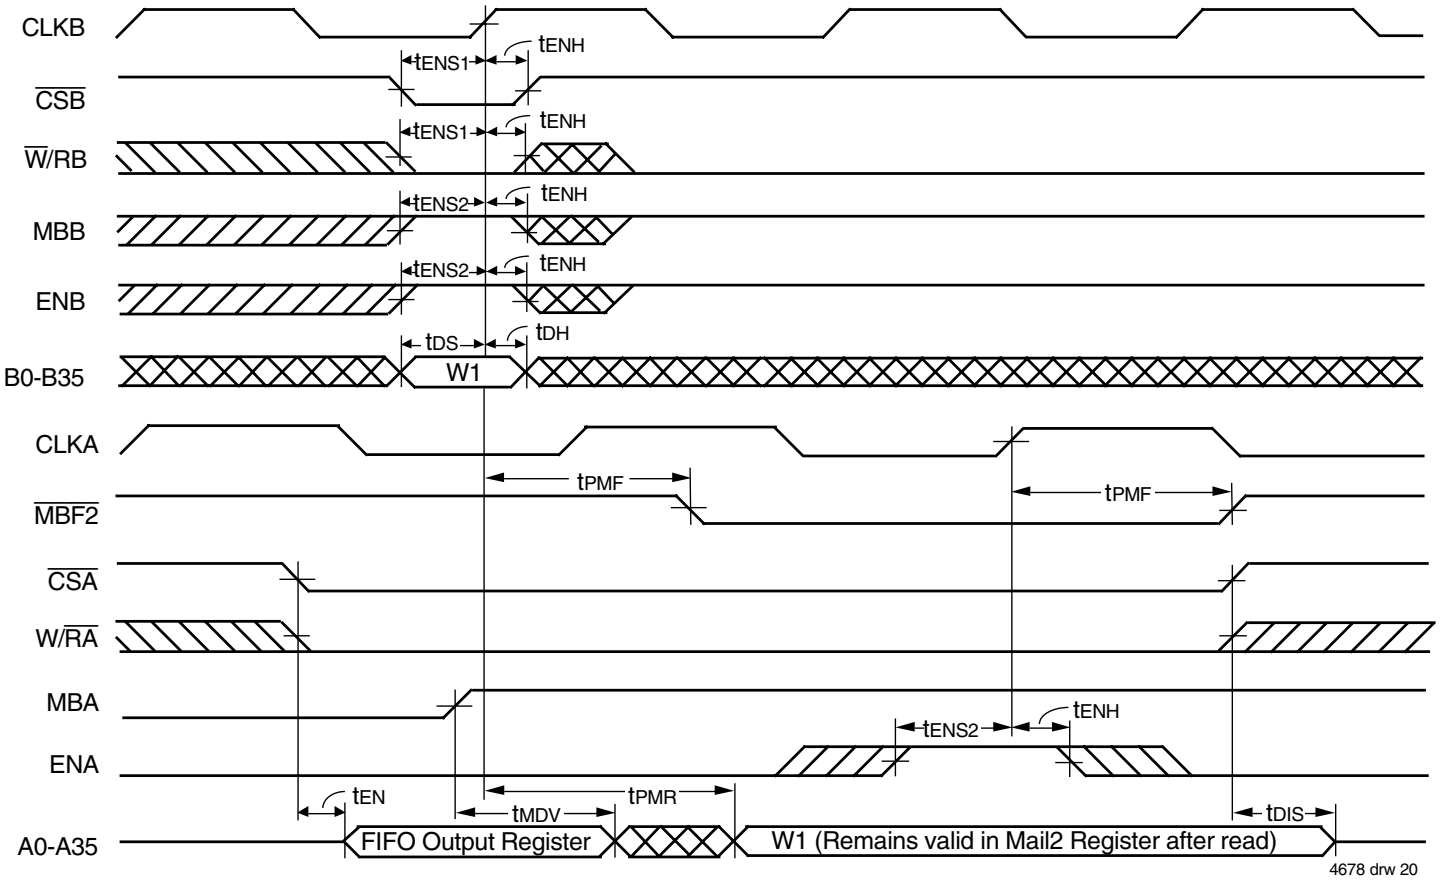 CLKB
tENS1 tENH
CSB
tENS1 tENH
W/RB
tENS2 tENH
MBB
tENS2 tENH
ENB
tDS tDH
B0-B35 W1
CLKA
tPMF tPMF
MBF2
CSA
W/RA
MBA
tENS2 tENH
ENA
tEN tMDV tPMR tDIS
A0-A35 FIFO Output Register W1 (Remains valid in Mail2 Register after read)
4678 drw 20